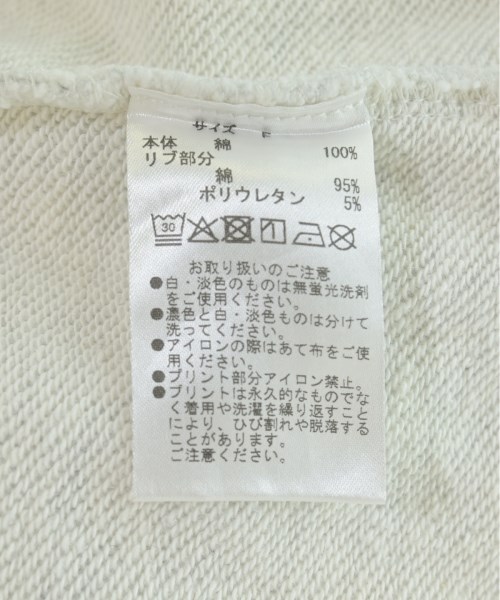 サイズ F
本体 綿 100%
リブ部分
綿 95%
ポリウレタン 5%
30
お取り扱いのご注意
●白・淡色のものは無蛍光洗剤
をご使用ください。
●濃色と白・淡色ものは分けて
洗ってください。
●アイロンの際はあて布をご使
用ください。
●プリント部分アイロン禁止。
●プリントは永久的なものでな
く着用や洗濯を繰り返すこと
により、ひび割れや脱落する
ことがあります。
ご注意ください。